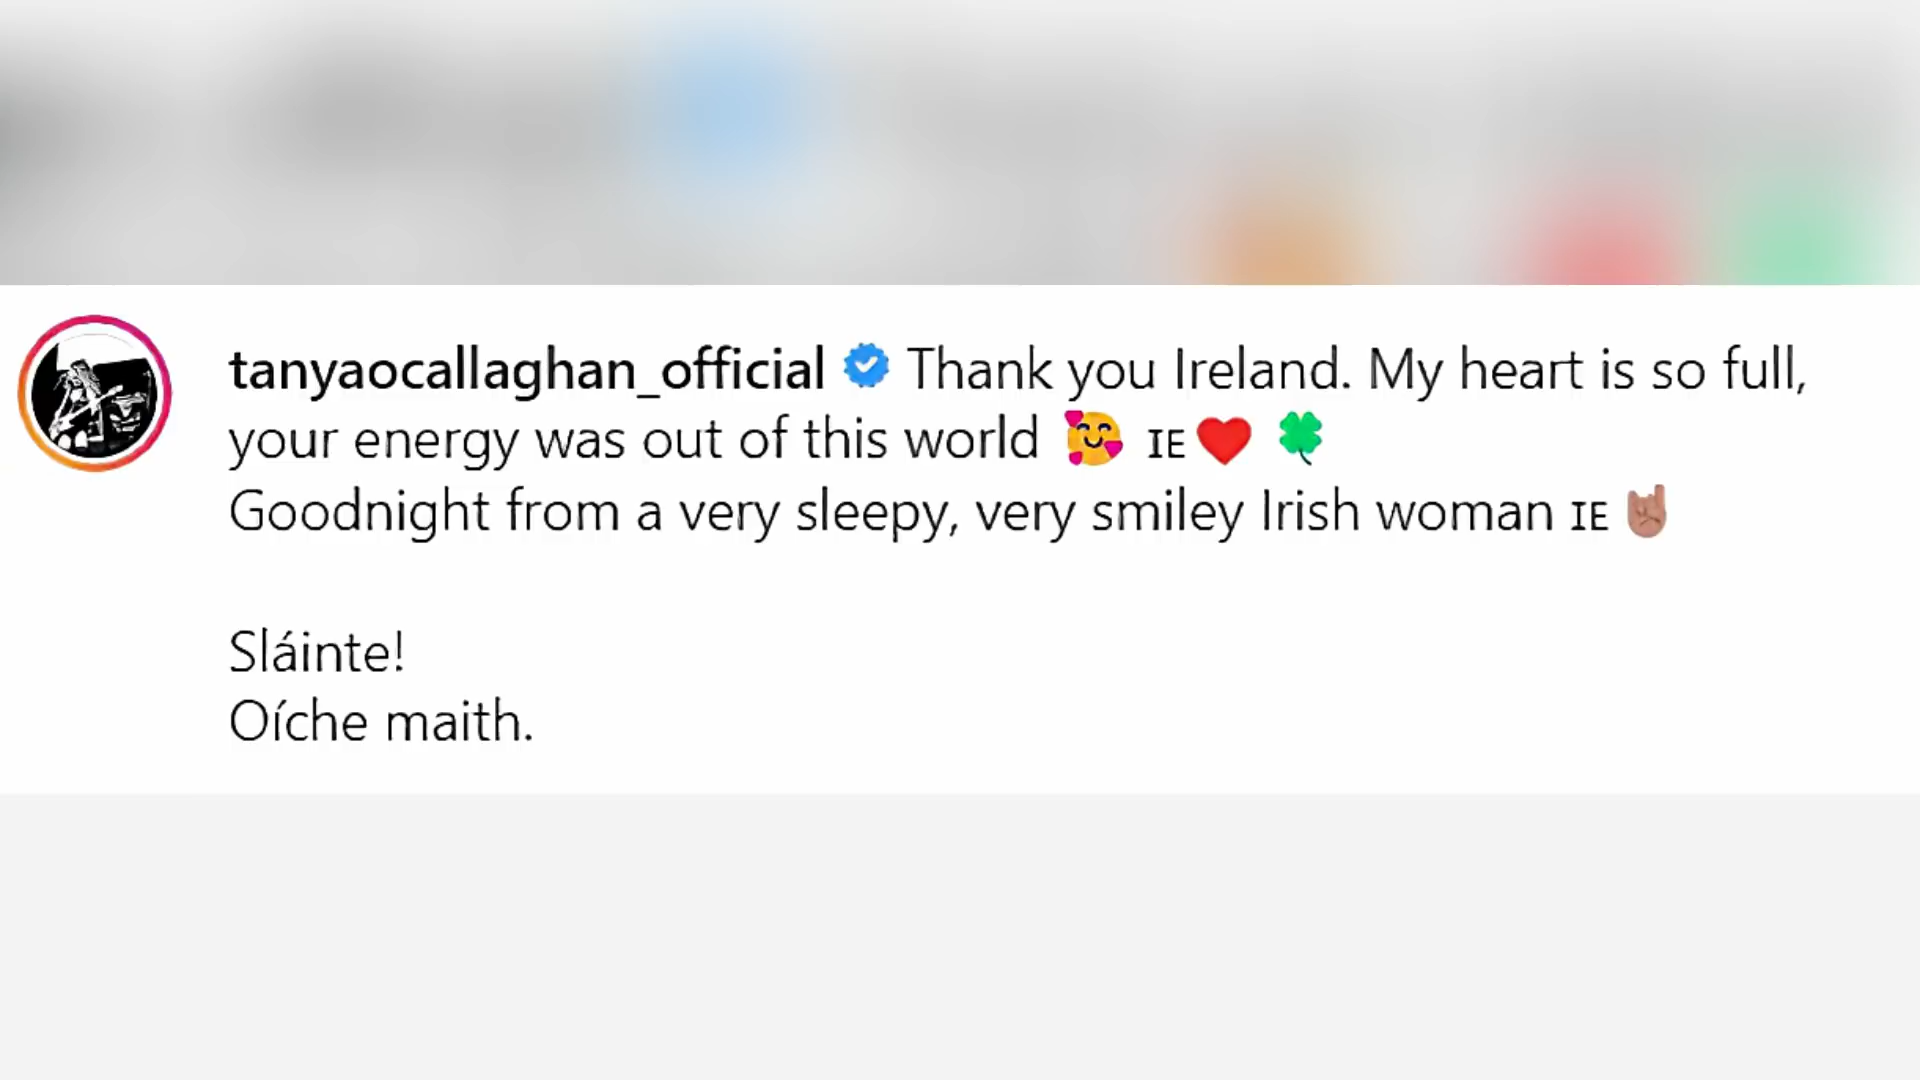 tanyaocallaghan_official Thank you Ireland. My heart is so full,
your energy was out of this world 🥰 IE❤️ 🍀
Goodnight from a very sleepy, very smiley Irish woman IE 🤘🏽
Sláinte!
Oíche maith.